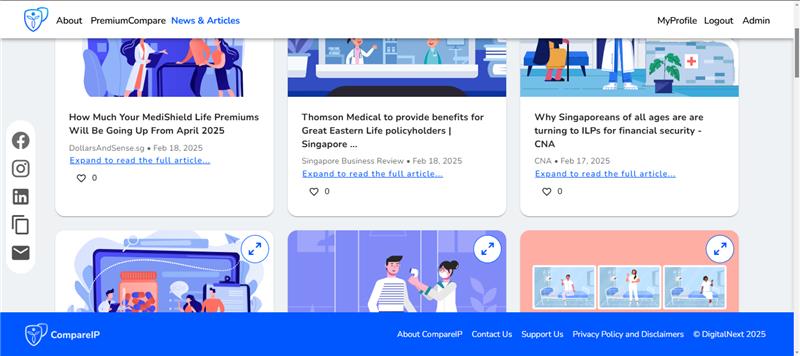 About PremiumCompare News & Articles MyProfile Logout Admin
How Much Your MediShield Life Premiums
Will Be Going Up From April 2025
DollarsAndSense.sg • Feb 18, 2025
Expand to read the full article...
0
Thomson Medical to provide benefits for
Great Eastern Life policyholders |
Singapore ...
Singapore Business Review • Feb 18, 2025
Expand to read the full article...
0
Why Singaporeans of all ages are are
turning to ILPs for financial security -
CNA
CNA • Feb 17, 2025
Expand to read the full article...
0
CompareIP About CompareIP Contact Us Support Us Privacy Policy and Disclaimers © DigitalNext 2025